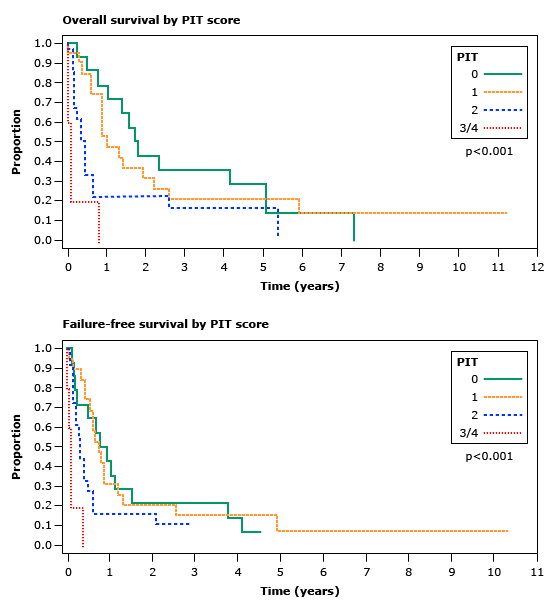 Overall survival by PIT score
1.0
0.9
0.8
0.7
0.6
0.5
0.4
0.3
0.2
0.1
0.0
Proportion
PIT
0
1
2
3/4
p<0.001
0 1 2 3 4 5 6 7 8 9 10 11 12
Time (years)
Failure-free survival by PIT score
1.0
0.9
0.8
0.7
0.6
0.5
0.4
0.3
0.2
0.1
0.0
Proportion
PIT
0
1
2
3/4
p<0.001
0 1 2 3 4 5 6 7 8 9 10 11
Time (years)